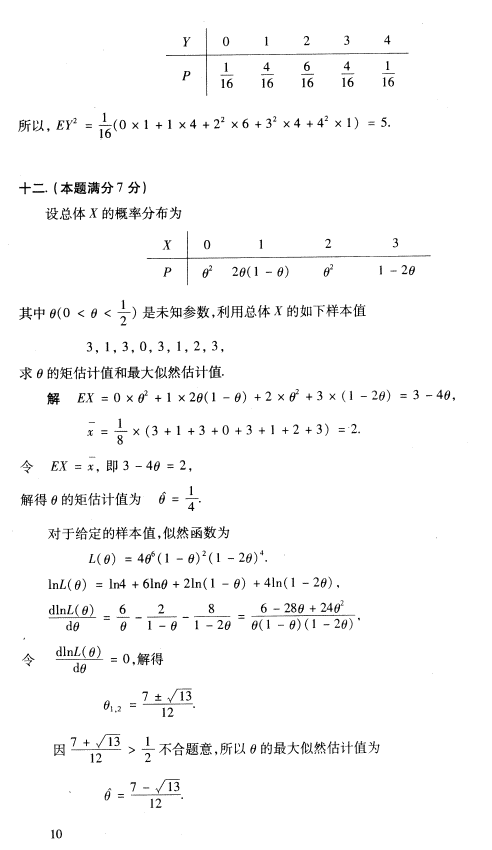 Y 0 1 2 3 4
P 1/16 4/16 6/16 4/16 1/16
所以, EY² = 1/16(0 × 1 + 1 × 4 + 2² × 6 + 3² × 4 + 4² × 1) = 5.
十二. (本题满分 7 分)
设总体 X 的概率分布为
X 0 1 2 3
P θ² 2θ(1 - θ) θ² 1 - 2θ
其中 θ(0 < θ < 1/2) 是未知参数,利用总体 X 的如下样本值
3, 1, 3, 0, 3, 1, 2, 3,
求 θ 的矩估计值和最大似然估计值.
解 EX = 0 × θ² + 1 × 2θ(1 - θ) + 2 × θ² + 3 × (1 - 2θ) = 3 - 4θ,
x̄ = 1/8 × (3 + 1 + 3 + 0 + 3 + 1 + 2 + 3) = 2.
令 EX = x̄, 即 3 - 4θ = 2,
解得 θ 的矩估计值为 θ̂ = 1/4.
对于给定的样本值,似然函数为
L(θ) = 4θ⁶(1 - θ)²(1 - 2θ)⁴.
lnL(θ) = ln4 + 6lnθ + 2ln(1 - θ) + 4ln(1 - 2θ),
dlnL(θ)/dθ = 6/θ - 2/(1 - θ) - 8/(1 - 2θ) = (6 - 28θ + 24θ²)/(θ(1 - θ)(1 - 2θ)),
令 dlnL(θ)/dθ = 0,解得
θ₁,₂ = (7 ± √13)/12.
因 (7 + √13)/12 > 1/2 不合题意,所以 θ 的最大似然估计值为
θ̂ = (7 - √13)/12.
10